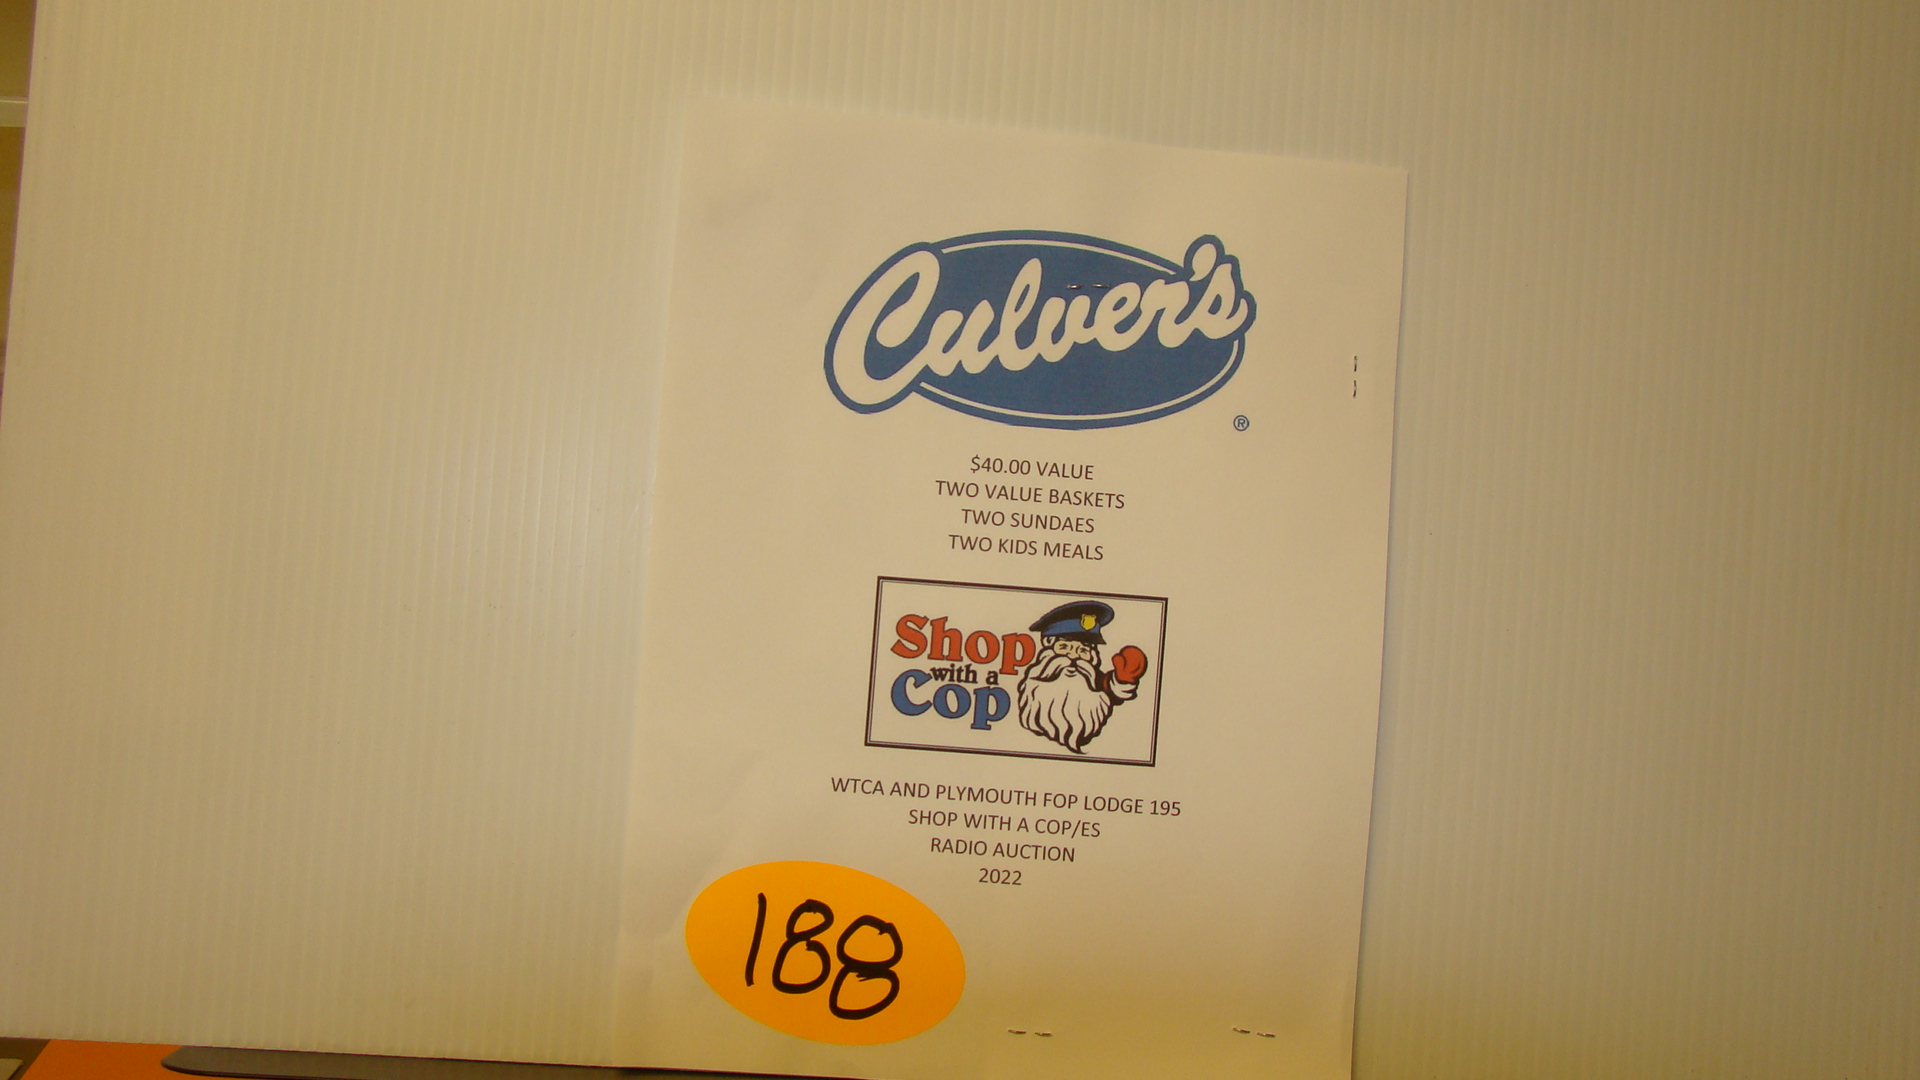 Culver's
®
$40.00 VALUE
TWO VALUE BASKETS
TWO SUNDAES
TWO KIDS MEALS
Shop
with a
Cop
WTCA AND PLYMOUTH FOP LODGE 195
SHOP WITH A COP/ES
RADIO AUCTION
2022
188